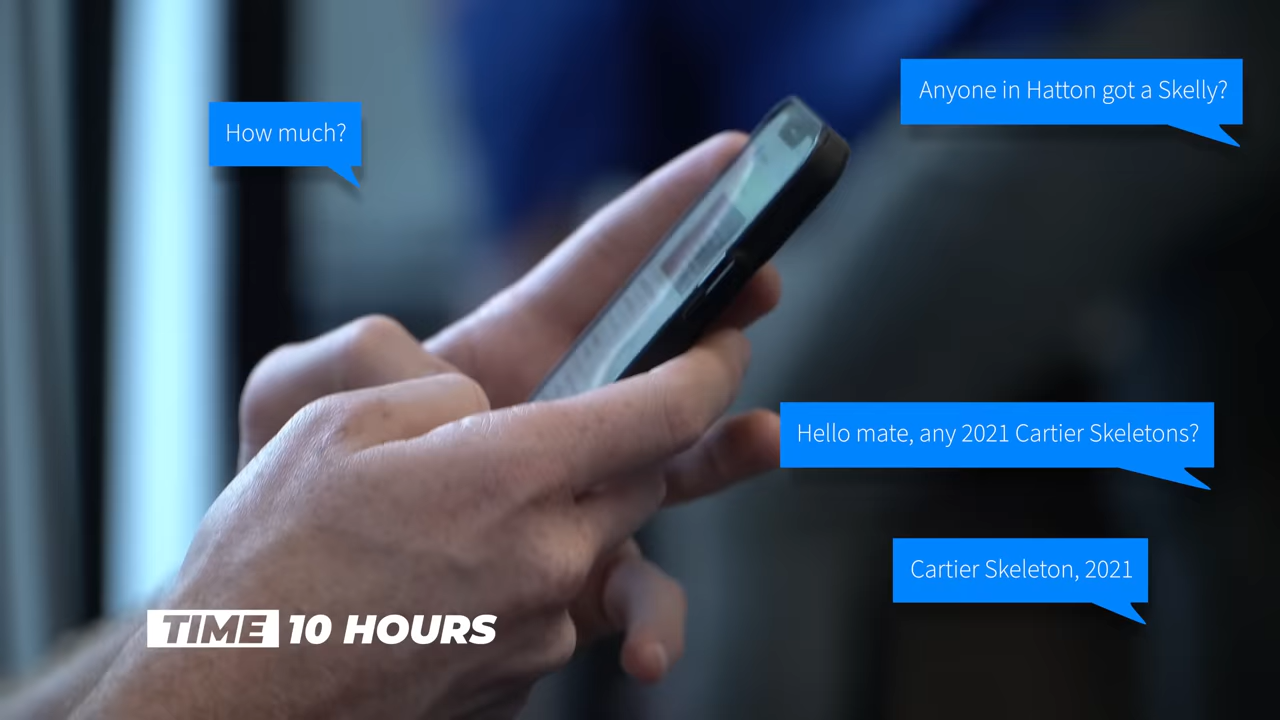 Anyone in Hatton got a Skelly?
How much?
Hello mate, any 2021 Cartier Skeletons?
Cartier Skeleton, 2021
TIME 10 HOURS